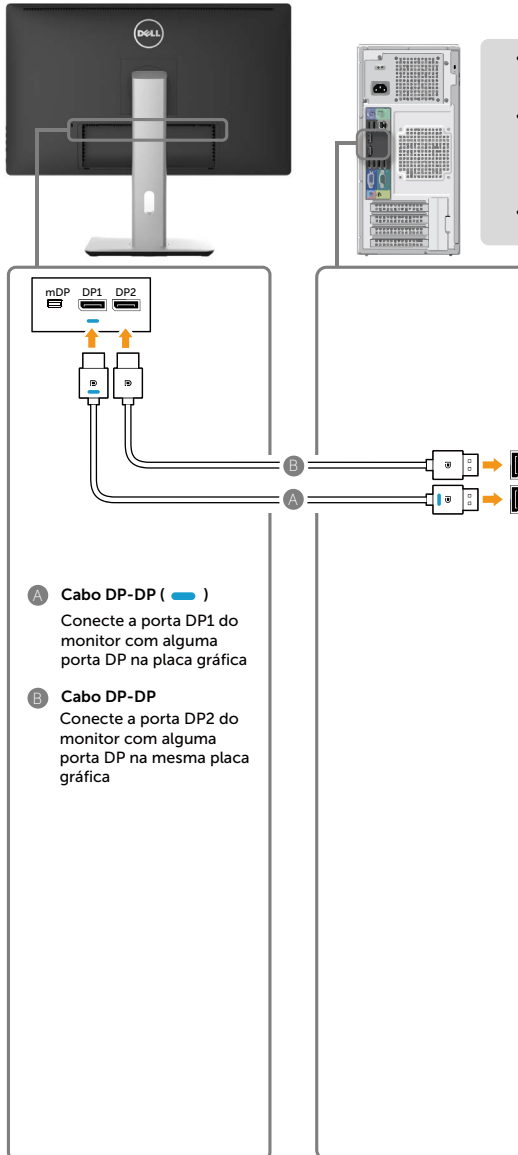 DELL
mDP DP1 DP2
B
A
A Cabo DP-DP ( )
Conecte a porta DP1 do
monitor com alguma
porta DP na placa gráfica
B Cabo DP-DP
Conecte a porta DP2 do
monitor com alguma
porta DP na mesma placa
gráfica